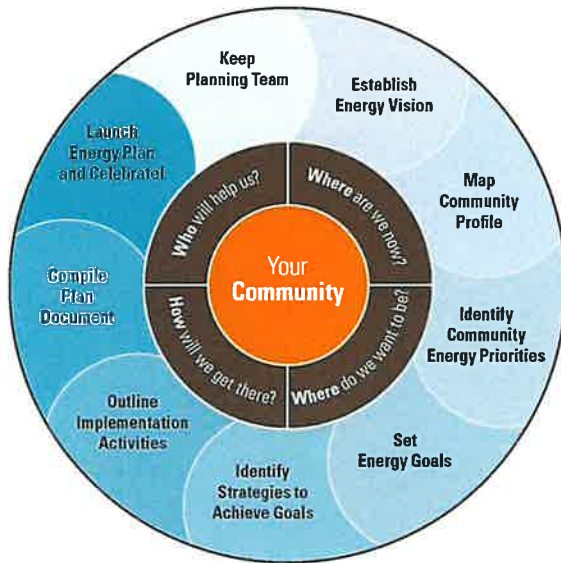 Keep
Planning Team
Establish
Energy Vision
Map
Community
Profile
Identify
Community
Energy Priorities
Set
Energy Goals
Identify
Strategies to
Achieve Goals
Outline
Implementation
Activities
Compile
Plan
Document
Launch
Energy Plan
and Celebrate!
Who will help us?
Where are we now?
Where do we want to be?
How will we get there?
Your
Community